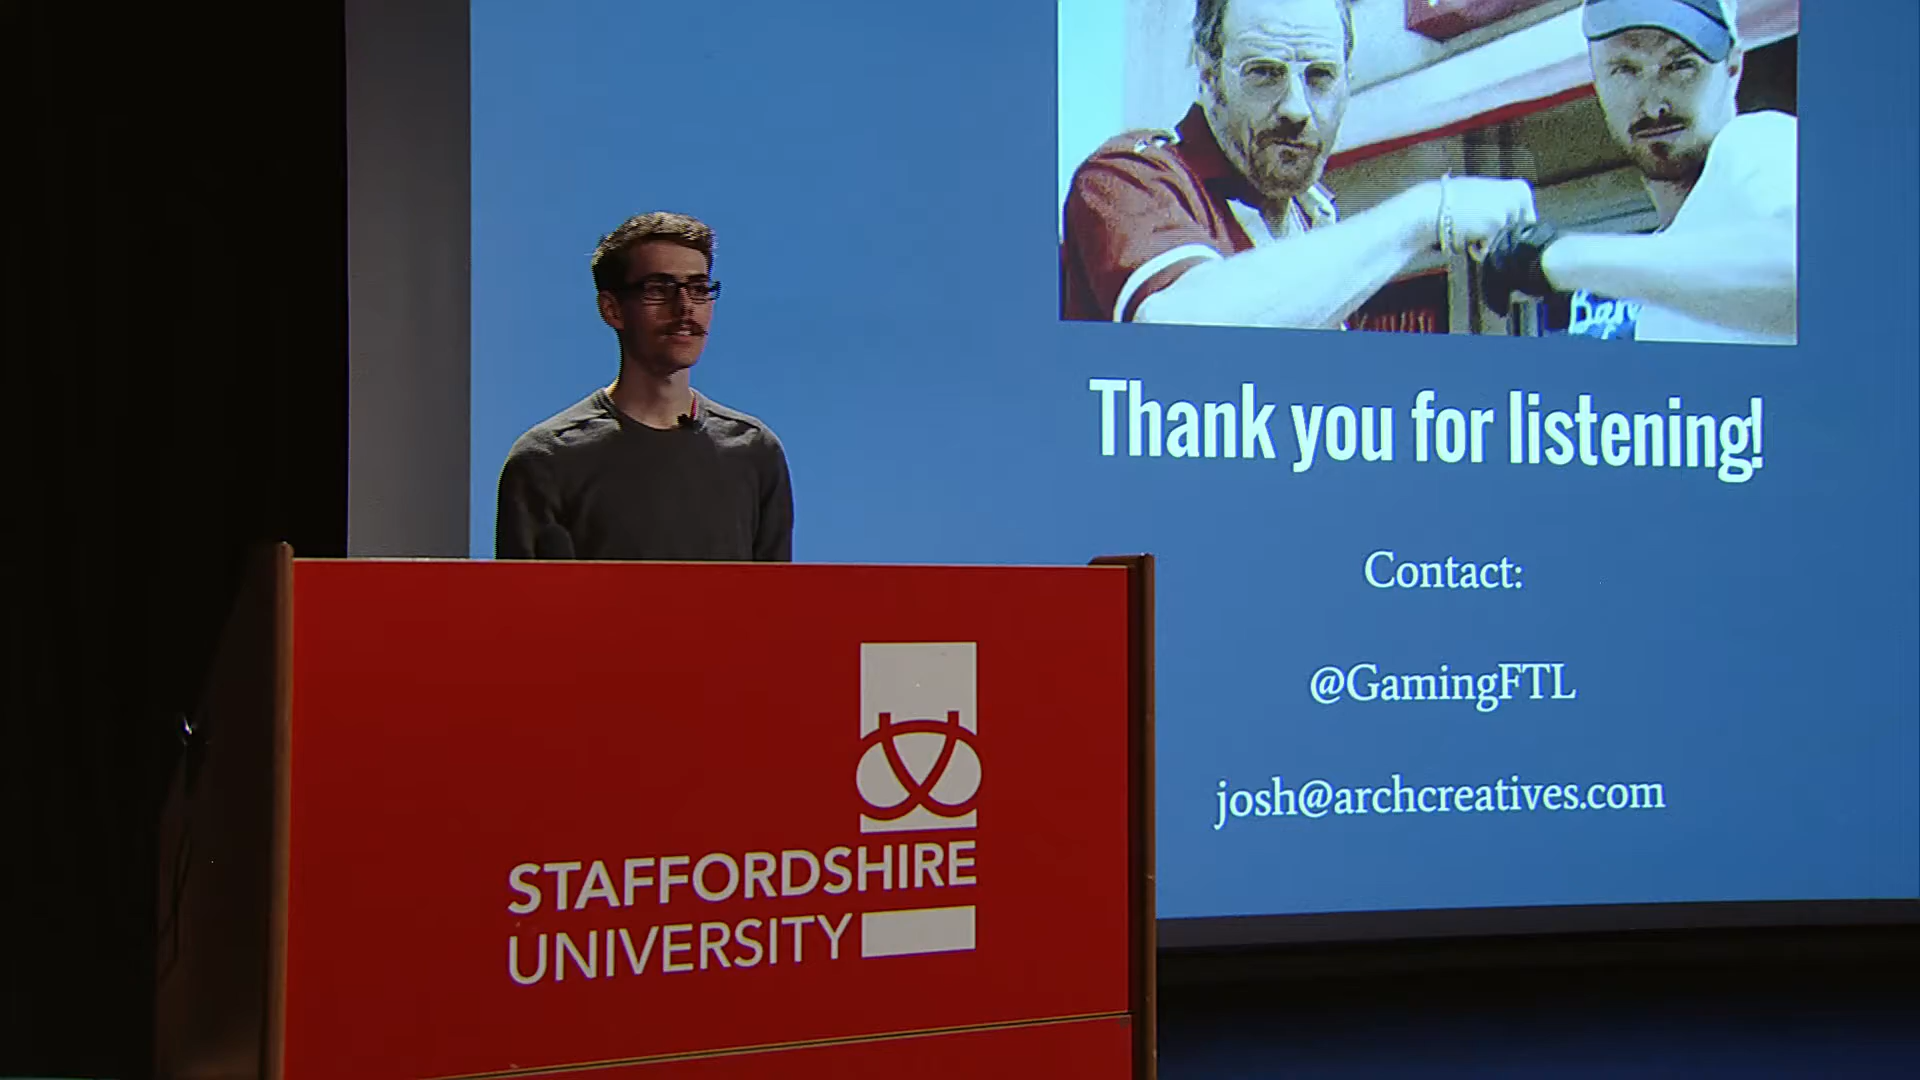 Thank you for listening!
Contact:
@GamingFTL
josh@archcreatives.com
STAFFORDSHIRE
UNIVERSITY